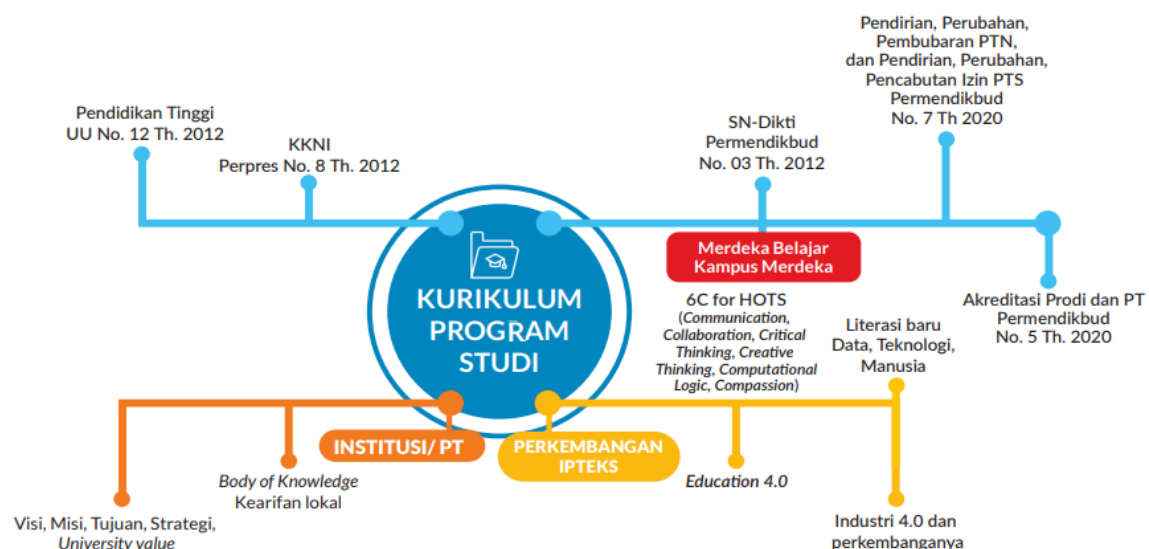 Pendirian, Perubahan,
Pembubaran PTN,
dan Pendirian, Perubahan,
Pencabutan Izin PTS
Permendikbud
No. 7 Th 2020
Pendidikan Tinggi
UU No. 12 Th. 2012
KKNI
Perpres No. 8 Th. 2012
SN-Dikti
Permendikbud
No. 03 Th. 2012
Merdeka Belajar
Kampus Merdeka
KURIKULUM
PROGRAM
STUDI
6C for HOTS
(Communication,
Collaboration, Critical
Thinking, Creative
Thinking, Computational
Logic, Compassion)
Literasi baru
Data, Teknologi,
Manusia
Akreditasi Prodi dan PT
Permendikbud
No. 5 Th. 2020
INSTITUSI/ PT
PERKEMBANGAN
IPTEKS
Body of Knowledge
Kearifan lokal
Education 4.0
Visi, Misi, Tujuan, Strategi,
University value
Industri 4.0 dan
perkembanganya